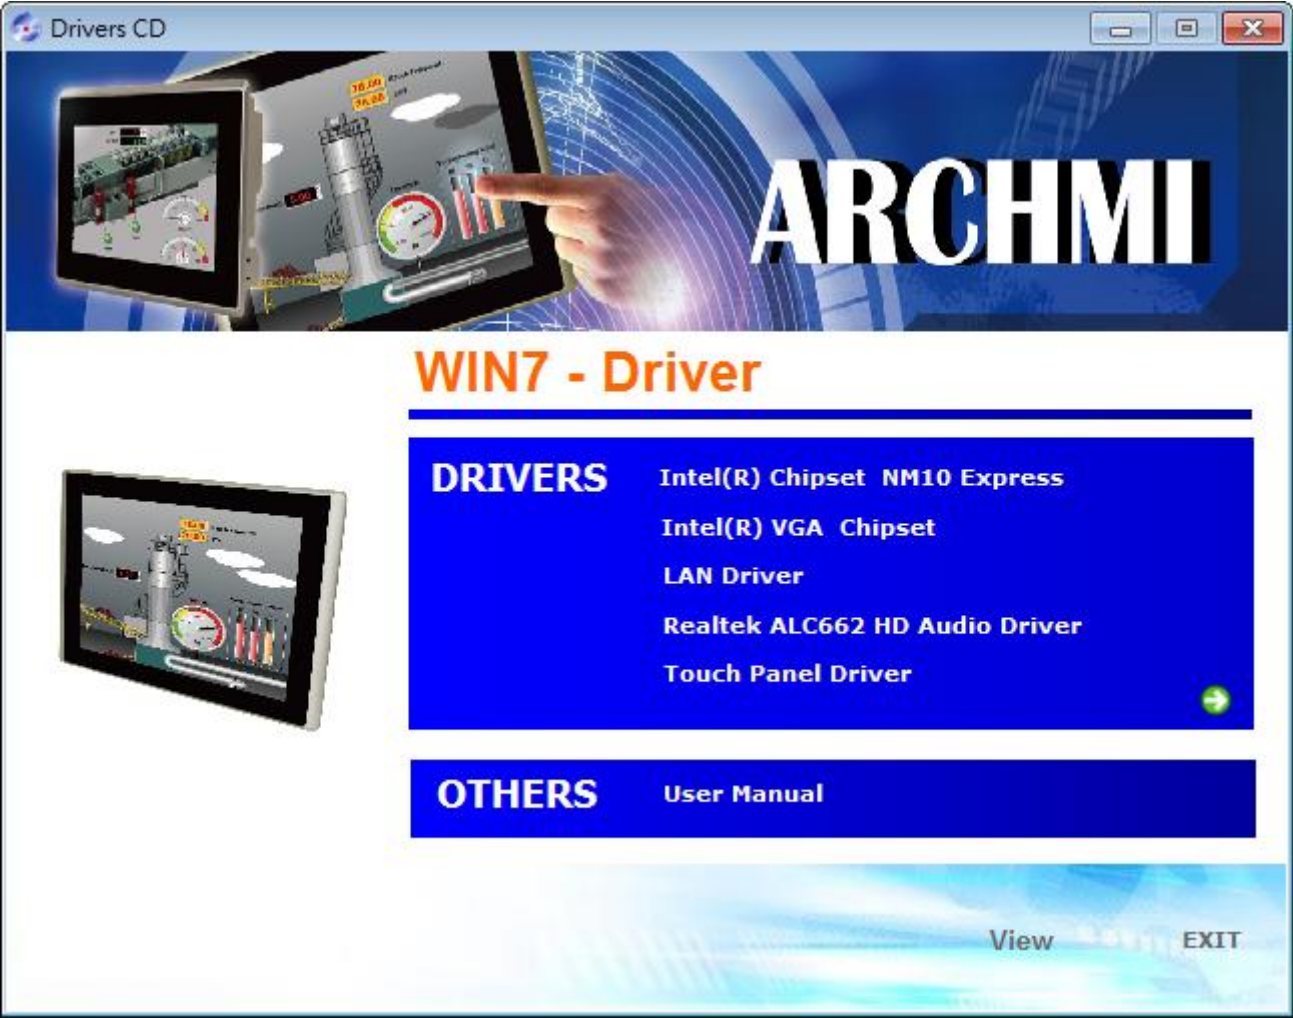 Drivers CD
ARCHMI
WIN7 - Driver
DRIVERS
Intel(R) Chipset NM10 Express
Intel(R) VGA Chipset
LAN Driver
Realtek ALC662 HD Audio Driver
Touch Panel Driver
OTHERS
User Manual
View
EXIT